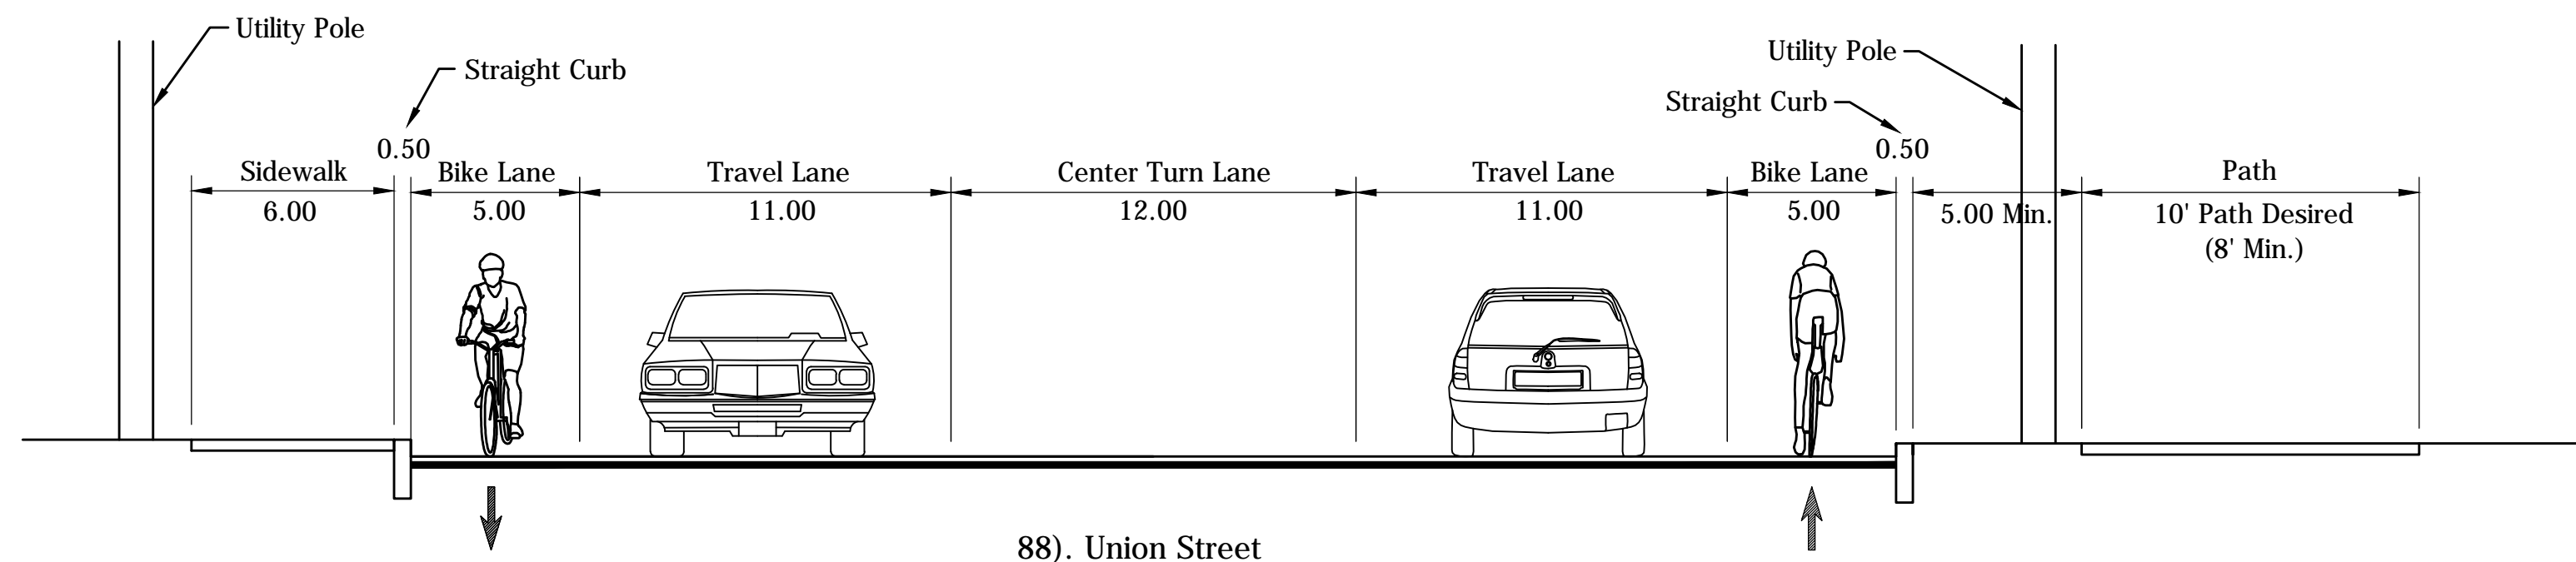 Utility Pole
Straight Curb
Utility Pole
Straight Curb
0.50
0.50
Sidewalk
Bike Lane
Travel Lane
Center Turn Lane
Travel Lane
Bike Lane
Path
6.00
5.00
11.00
12.00
11.00
5.00
5.00 Min.
10' Path Desired
(8' Min.)
88). Union Street